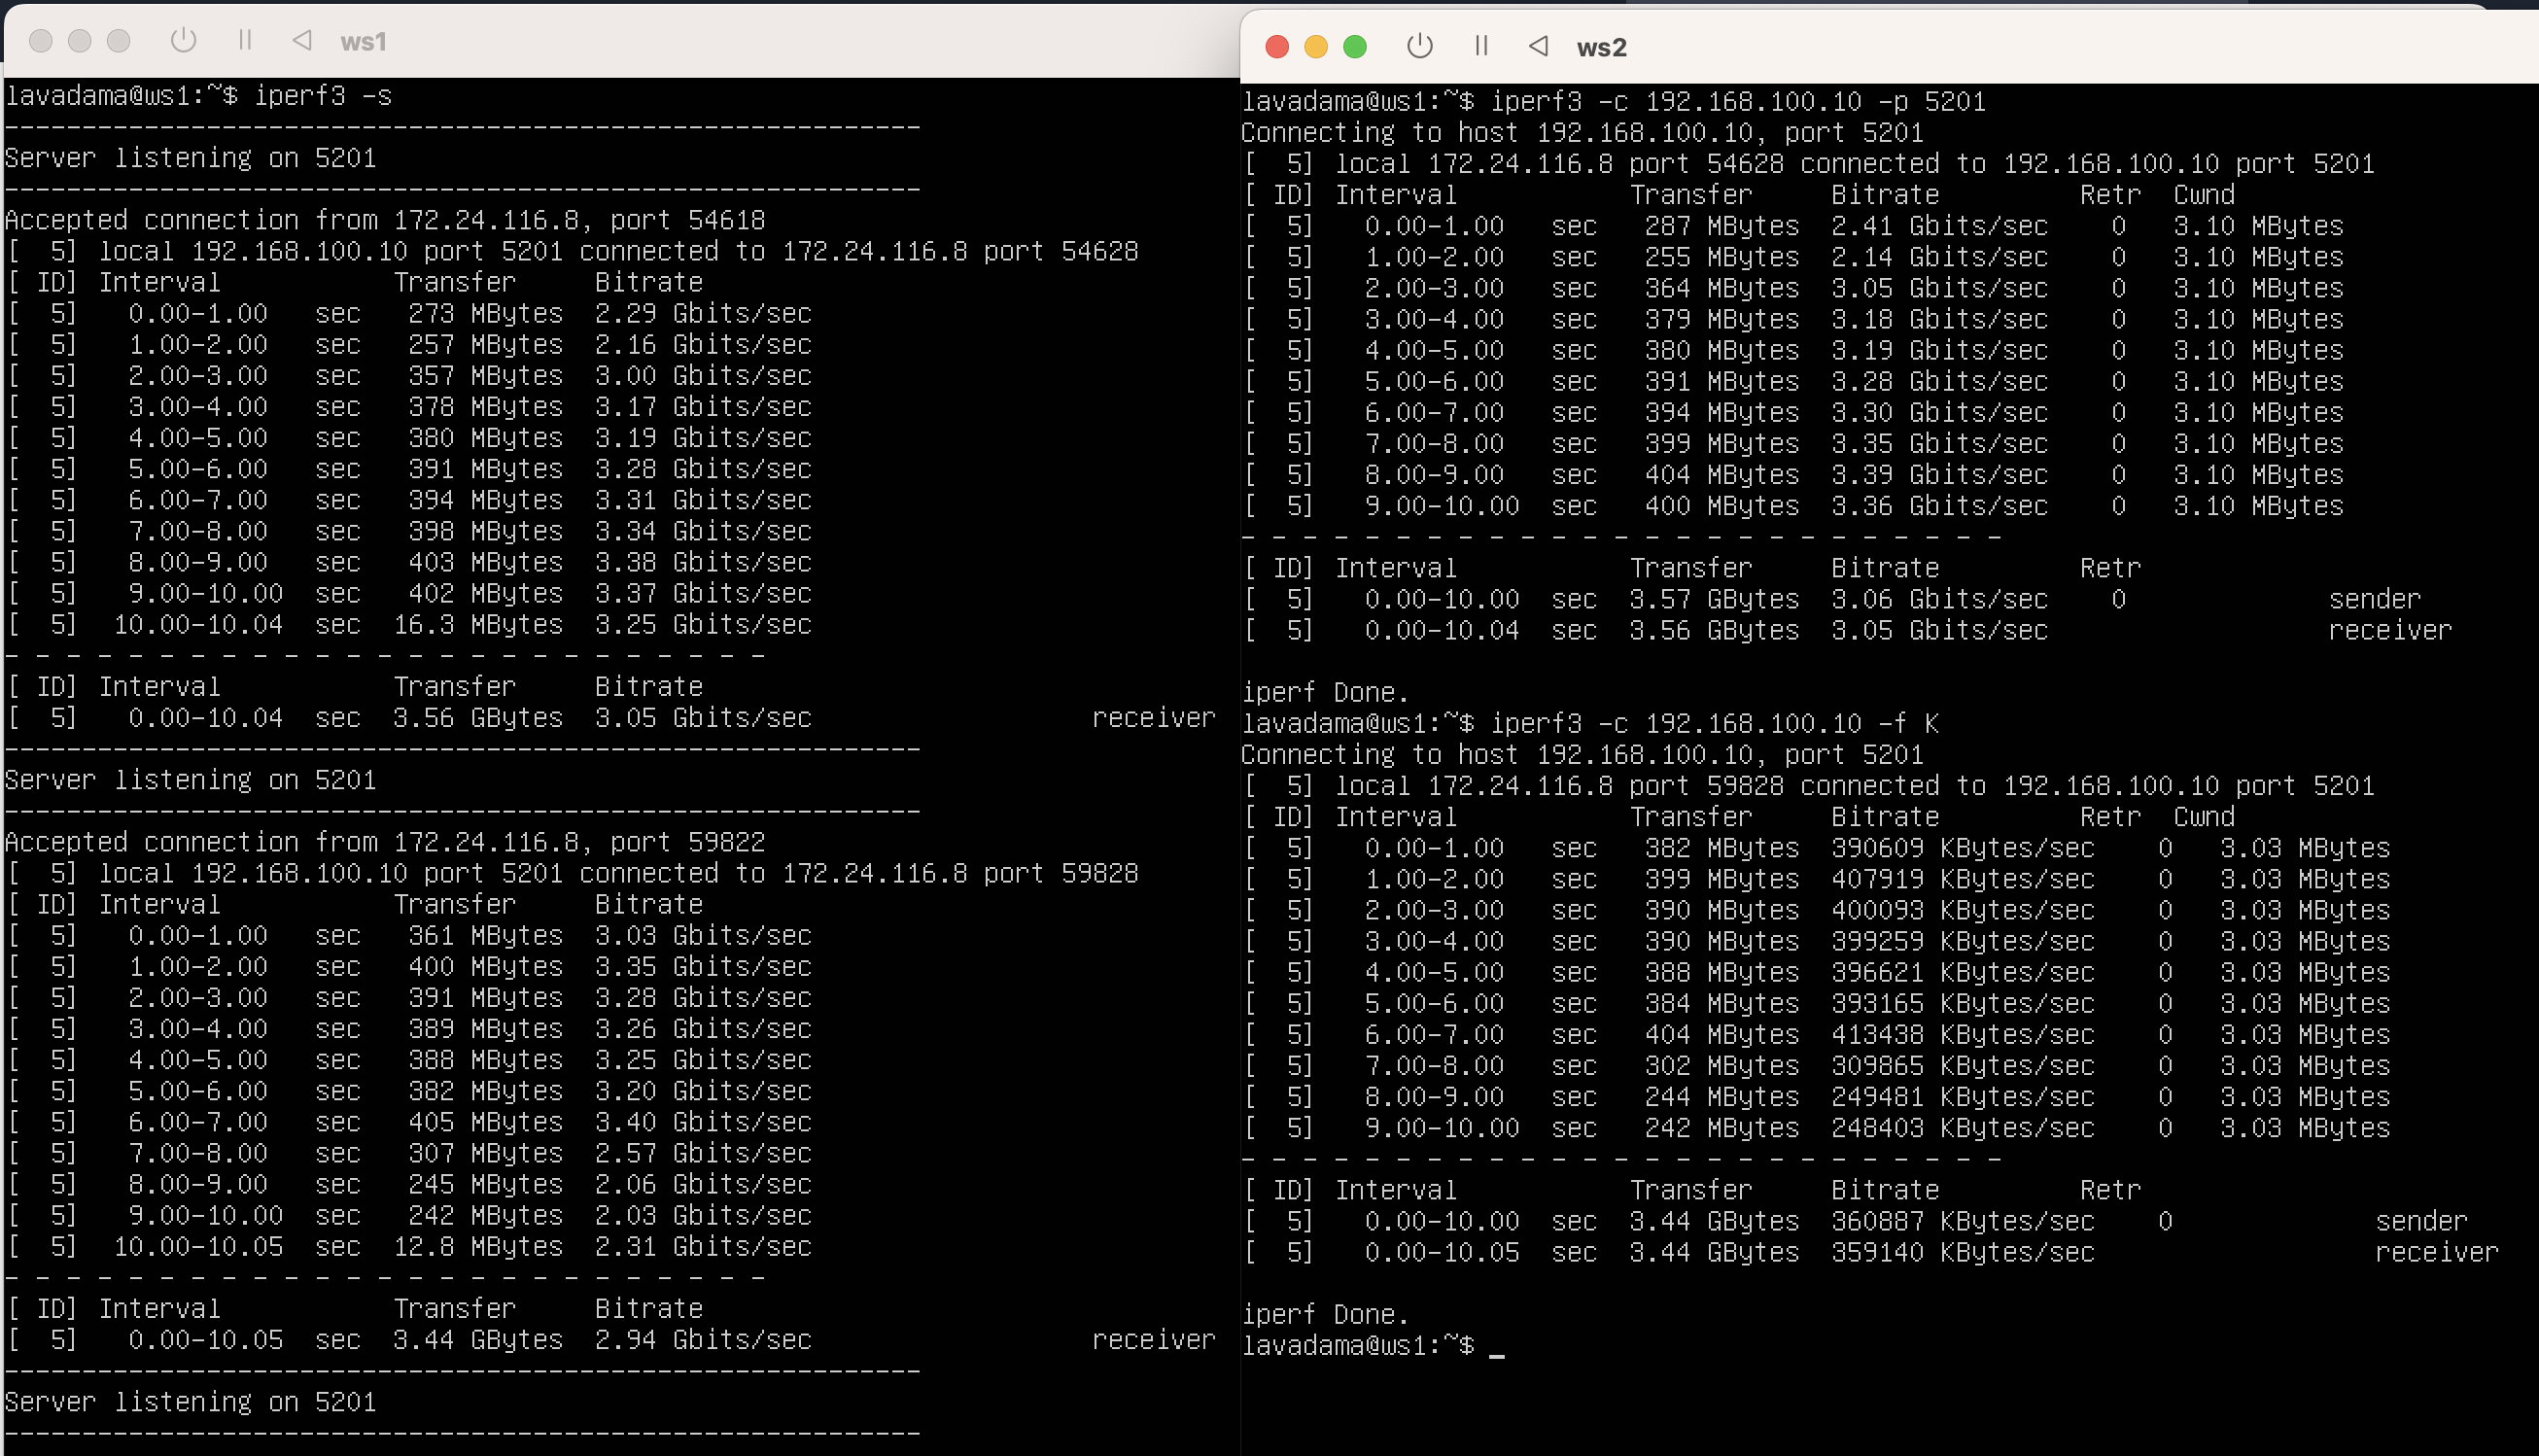 ws1
lavadama@ws1:~$ iperf3 -s
-----------------------------------------------------------
Server listening on 5201
-----------------------------------------------------------
Accepted connection from 172.24.116.8, port 54618
[  5] local 192.168.100.10 port 5201 connected to 172.24.116.8 port 54628
[ ID] Interval           Transfer     Bitrate
[  5]   0.00-1.00   sec   273 MBytes  2.29 Gbits/sec
[  5]   1.00-2.00   sec   257 MBytes  2.16 Gbits/sec
[  5]   2.00-3.00   sec   357 MBytes  3.00 Gbits/sec
[  5]   3.00-4.00   sec   378 MBytes  3.17 Gbits/sec
[  5]   4.00-5.00   sec   380 MBytes  3.19 Gbits/sec
[  5]   5.00-6.00   sec   391 MBytes  3.28 Gbits/sec
[  5]   6.00-7.00   sec   394 MBytes  3.31 Gbits/sec
[  5]   7.00-8.00   sec   398 MBytes  3.34 Gbits/sec
[  5]   8.00-9.00   sec   403 MBytes  3.38 Gbits/sec
[  5]   9.00-10.00  sec   402 MBytes  3.37 Gbits/sec
[  5]  10.00-10.04  sec  16.3 MBytes  3.25 Gbits/sec
- - - - - - - - - - - - - - - - - - - - - - - - -
[ ID] Interval           Transfer     Bitrate
[  5]   0.00-10.04  sec  3.56 GBytes  3.05 Gbits/sec                  receiver
-----------------------------------------------------------
Server listening on 5201
-----------------------------------------------------------
Accepted connection from 172.24.116.8, port 59822
[  5] local 192.168.100.10 port 5201 connected to 172.24.116.8 port 59828
[ ID] Interval           Transfer     Bitrate
[  5]   0.00-1.00   sec   361 MBytes  3.03 Gbits/sec
[  5]   1.00-2.00   sec   400 MBytes  3.35 Gbits/sec
[  5]   2.00-3.00   sec   391 MBytes  3.28 Gbits/sec
[  5]   3.00-4.00   sec   389 MBytes  3.26 Gbits/sec
[  5]   4.00-5.00   sec   388 MBytes  3.25 Gbits/sec
[  5]   5.00-6.00   sec   382 MBytes  3.20 Gbits/sec
[  5]   6.00-7.00   sec   405 MBytes  3.40 Gbits/sec
[  5]   7.00-8.00   sec   307 MBytes  2.57 Gbits/sec
[  5]   8.00-9.00   sec   245 MBytes  2.06 Gbits/sec
[  5]   9.00-10.00  sec   242 MBytes  2.03 Gbits/sec
[  5]  10.00-10.05  sec  12.8 MBytes  2.31 Gbits/sec
- - - - - - - - - - - - - - - - - - - - - - - - -
[ ID] Interval           Transfer     Bitrate
[  5]   0.00-10.05  sec  3.44 GBytes  2.94 Gbits/sec                  receiver
-----------------------------------------------------------
Server listening on 5201
-----------------------------------------------------------
ws2
lavadama@ws1:~$ iperf3 -c 192.168.100.10 -p 5201
Connecting to host 192.168.100.10, port 5201
[  5] local 172.24.116.8 port 54628 connected to 192.168.100.10 port 5201
[ ID] Interval           Transfer     Bitrate         Retr  Cwnd
[  5]   0.00-1.00   sec   287 MBytes  2.41 Gbits/sec    0   3.10 MBytes
[  5]   1.00-2.00   sec   255 MBytes  2.14 Gbits/sec    0   3.10 MBytes
[  5]   2.00-3.00   sec   364 MBytes  3.05 Gbits/sec    0   3.10 MBytes
[  5]   3.00-4.00   sec   379 MBytes  3.18 Gbits/sec    0   3.10 MBytes
[  5]   4.00-5.00   sec   380 MBytes  3.19 Gbits/sec    0   3.10 MBytes
[  5]   5.00-6.00   sec   391 MBytes  3.28 Gbits/sec    0   3.10 MBytes
[  5]   6.00-7.00   sec   394 MBytes  3.30 Gbits/sec    0   3.10 MBytes
[  5]   7.00-8.00   sec   399 MBytes  3.35 Gbits/sec    0   3.10 MBytes
[  5]   8.00-9.00   sec   404 MBytes  3.39 Gbits/sec    0   3.10 MBytes
[  5]   9.00-10.00  sec   400 MBytes  3.36 Gbits/sec    0   3.10 MBytes
- - - - - - - - - - - - - - - - - - - - - - - - -
[ ID] Interval           Transfer     Bitrate         Retr
[  5]   0.00-10.00  sec  3.57 GBytes  3.06 Gbits/sec    0             sender
[  5]   0.00-10.04  sec  3.56 GBytes  3.05 Gbits/sec                  receiver
iperf Done.
lavadama@ws1:~$ iperf3 -c 192.168.100.10 -f K
Connecting to host 192.168.100.10, port 5201
[  5] local 172.24.116.8 port 59828 connected to 192.168.100.10 port 5201
[ ID] Interval           Transfer     Bitrate         Retr  Cwnd
[  5]   0.00-1.00   sec   382 MBytes  390609 KBytes/sec    0   3.03 MBytes
[  5]   1.00-2.00   sec   399 MBytes  407919 KBytes/sec    0   3.03 MBytes
[  5]   2.00-3.00   sec   390 MBytes  400093 KBytes/sec    0   3.03 MBytes
[  5]   3.00-4.00   sec   390 MBytes  399259 KBytes/sec    0   3.03 MBytes
[  5]   4.00-5.00   sec   388 MBytes  396621 KBytes/sec    0   3.03 MBytes
[  5]   5.00-6.00   sec   384 MBytes  393165 KBytes/sec    0   3.03 MBytes
[  5]   6.00-7.00   sec   404 MBytes  413438 KBytes/sec    0   3.03 MBytes
[  5]   7.00-8.00   sec   302 MBytes  309865 KBytes/sec    0   3.03 MBytes
[  5]   8.00-9.00   sec   244 MBytes  249481 KBytes/sec    0   3.03 MBytes
[  5]   9.00-10.00  sec   242 MBytes  248403 KBytes/sec    0   3.03 MBytes
- - - - - - - - - - - - - - - - - - - - - - - - -
[ ID] Interval           Transfer     Bitrate         Retr
[  5]   0.00-10.00  sec  3.44 GBytes  360887 KBytes/sec    0             sender
[  5]   0.00-10.05  sec  3.44 GBytes  359140 KBytes/sec                  receiver
iperf Done.
lavadama@ws1:~$ _